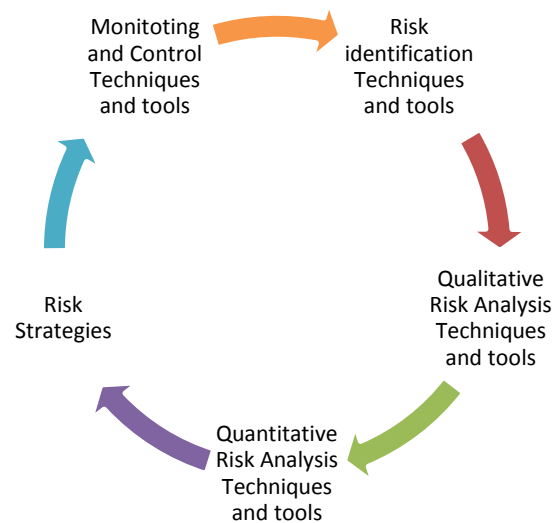 Monitoting
and Control
Techniques
and tools
Risk
identification
Techniques
and tools
Qualitative
Risk Analysis
Techniques
and tools
Quantitative
Risk Analysis
Techniques
and tools
Risk
Strategies